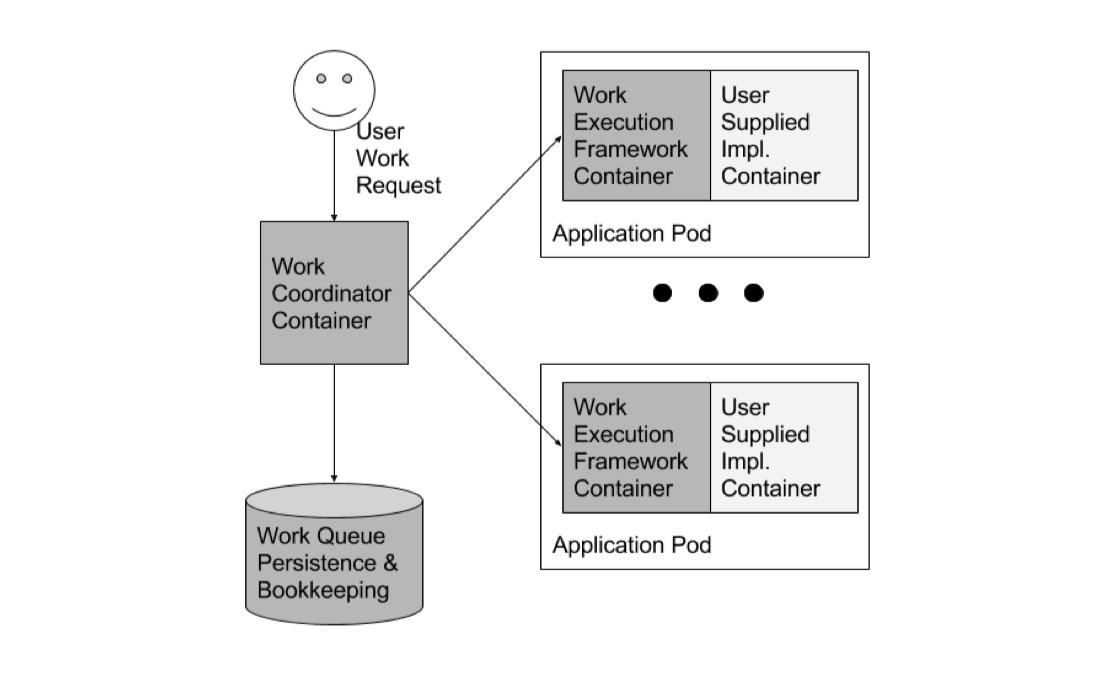 User
Work
Request
Work
Coordinator
Container
Work Queue
Persistence &
Bookkeeping
Work
Execution
Framework
Container
User
Supplied
Impl.
Container
Application Pod
Work
Execution
Framework
Container
User
Supplied
Impl.
Container
Application Pod